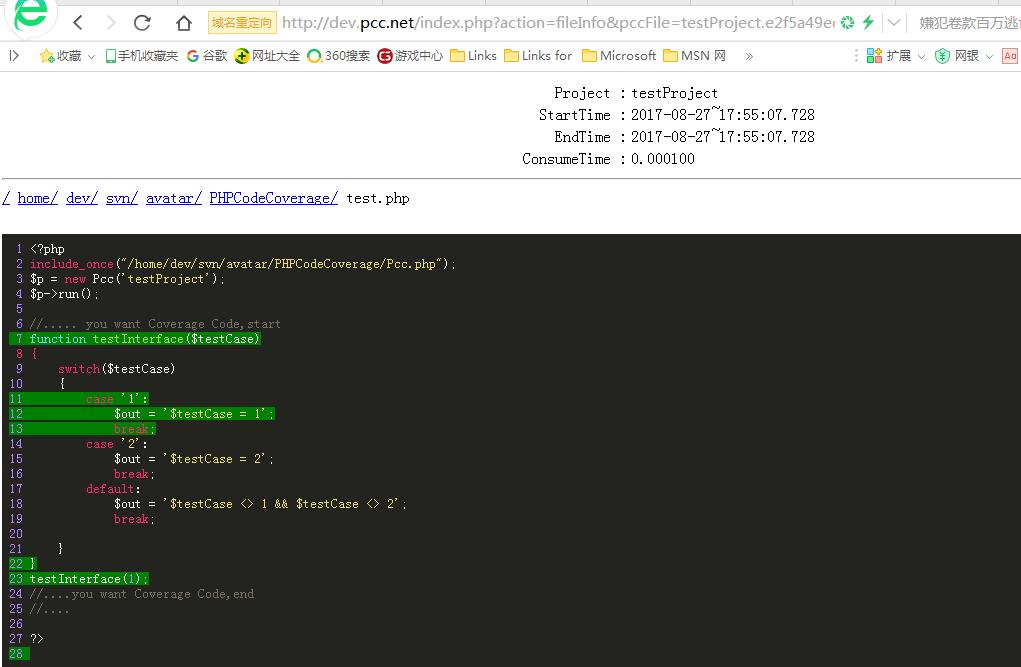 域名重定向 http://dev.pcc.net/index.php?action=fileInfo&pccFile=testProject.e2f5a49e 嫌犯卷款百万逃
收藏 手机收藏夹 谷歌 网址大全 360搜索 游戏中心 Links Links for Microsoft MSN 网 » 扩展 网银 Aa
Project : testProject
StartTime : 2017-08-27~17:55:07.728
EndTime : 2017-08-27~17:55:07.728
ConsumeTime : 0.000100
/ home/ dev/ svn/ avatar/ PHPCodeCoverage/ test.php
1 <?php
2 include_once("/home/dev/svn/avatar/PHPCodeCoverage/Pcc.php");
3 $p = new Pcc('testProject');
4 $p->run();
5
6 //..... you want Coverage Code,start
7 function testInterface($testCase)
8 {
9     switch($testCase)
10     {
11         case '1':
12             $out = '$testCase = 1';
13             break;
14         case '2':
15             $out = '$testCase = 2';
16             break;
17         default:
18             $out = '$testCase <> 1 && $testCase <> 2';
19             break;
20
21     }
22 }
23 testInterface(1);
24 //....you want Coverage Code,end
25 //....
26
27 ?>
28